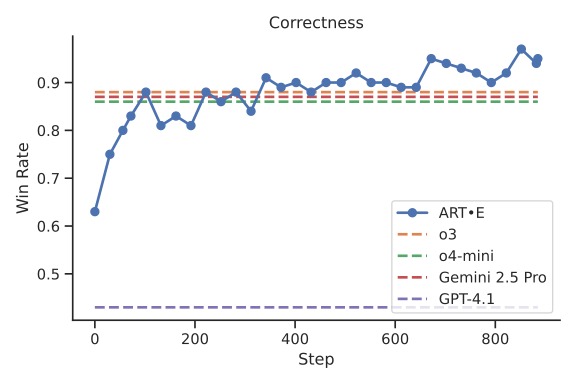 Correctness
Win Rate
0.9
0.8
0.7
0.6
0.5
ART•E
o3
o4-mini
Gemini 2.5 Pro
GPT-4.1
0 200 400 600 800
Step